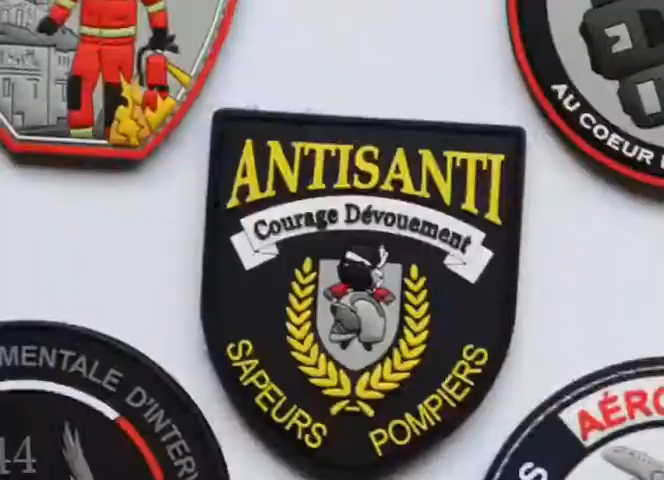 AU COEUR
ANTISANTI
Courage Dévouement
SAPEURS POMPIERS
MENTALE D'INTER
44
AÉRO
S